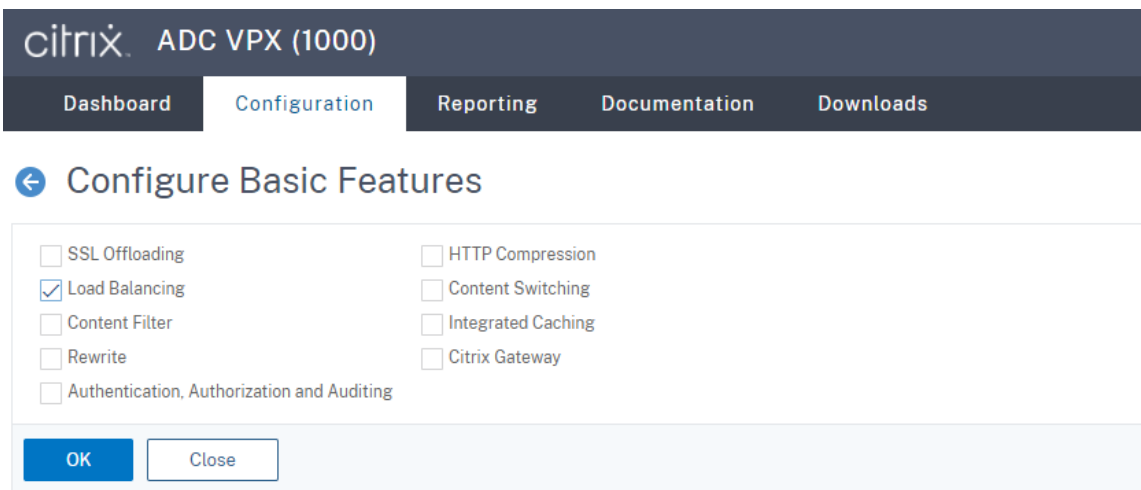 citrix. ADC VPX (1000)
Dashboard Configuration Reporting Documentation Downloads
Configure Basic Features
SSL Offloading HTTP Compression
Load Balancing Content Switching
Content Filter Integrated Caching
Rewrite Citrix Gateway
Authentication, Authorization and Auditing
OK Close